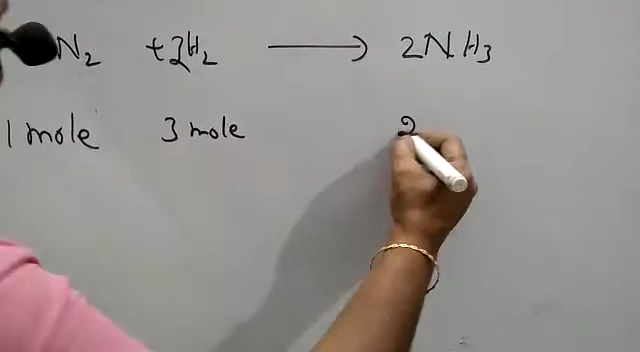 N₂ + 3H₂ ⟶ 2NH₃
1 mole 3 mole 2